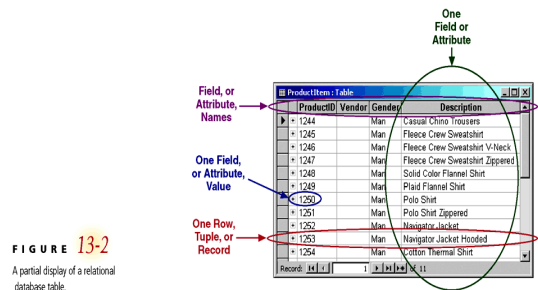 One
Field or
Attribute
ProductItem : Table
Field, or
Attribute,
Names
ProductID Vendor Gender Description
1244 Man Casual Chino Trousers
1245 Man Fleece Crew Sweatshirt
1246 Man Fleece Crew Sweatshirt V-Neck
1247 Man Fleece Crew Sweatshirt Zippered
1248 Man Solid Color Flannel Shirt
1249 Man Plaid Flannel Shirt
1250 Man Polo Shirt
1251 Man Polo Shirt Zippered
1252 Man Navigator Jacket
1253 Man Navigator Jacket Hooded
1254 Man Cotton Thermal Shirt
Record: 1 of 11
One Field,
or Attribute,
Value
One Row,
Tuple, or
Record
FIGURE 13-2
A partial display of a relational
database table.